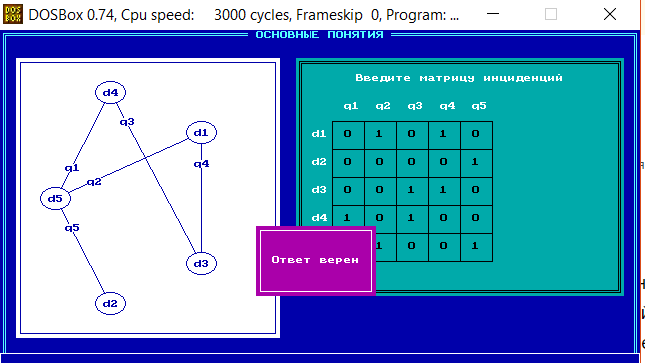 DOSBox 0.74, Cpu speed: 3000 cycles, Frameskip 0, Program: ...
ОСНОВНЫЕ ПОНЯТИЯ
d4
q3
d1
q4
q1
q2
d5
q5
d3
d2
Введите матрицу инциденций
q1 q2 q3 q4 q5
d1 0 1 0 1 0
d2 0 0 0 0 1
d3 0 0 1 1 0
d4 1 0 1 0 0
1 0 0 1
Ответ верен